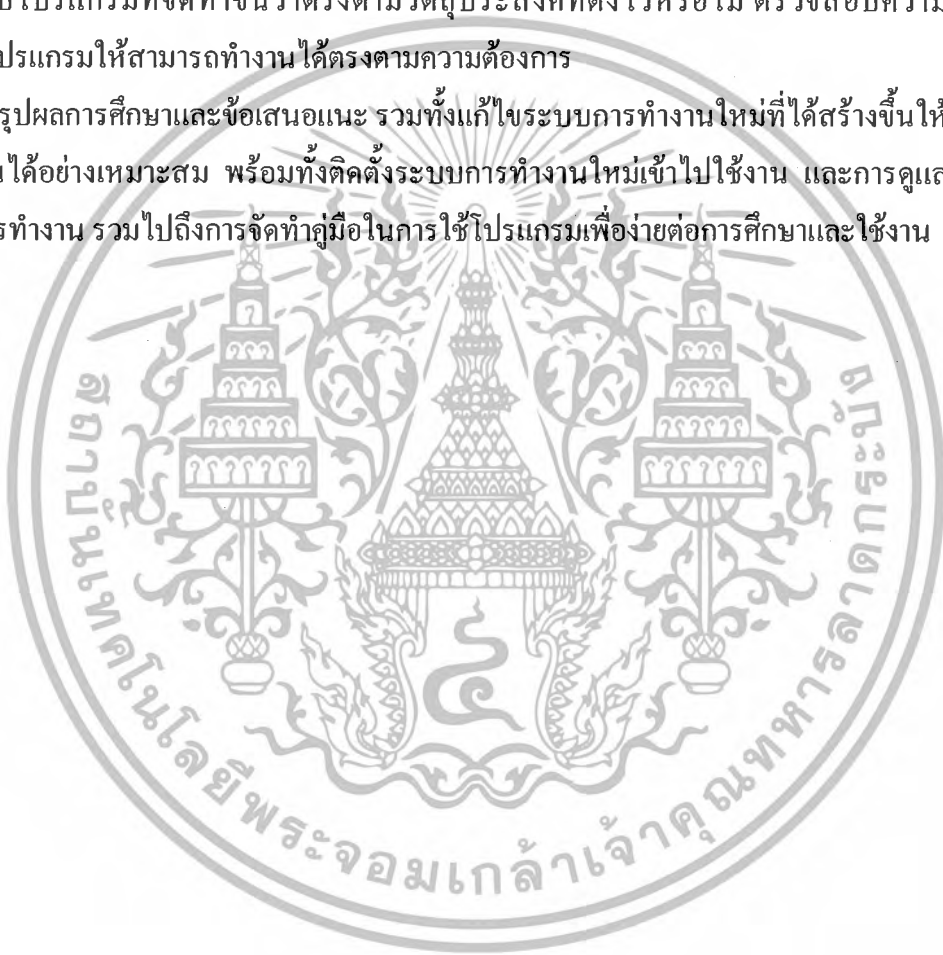 โปรแกรมที่จัดทำขึ้นว่าตรงตามวัตถุประสงค์ที่ตั้งไว้หรือไม่ ตรวจสอบความ
ปรแกรมให้สามารถทำงานได้ตรงตามความต้องการ
รุปผลการศึกษาและข้อเสนอแนะ รวมทั้งแก้ไขระบบการทำงานใหม่ที่ได้สร้างขึ้นให้
ได้อย่างเหมาะสม พร้อมทั้งติดตั้งระบบการทำงานใหม่เข้าไปใช้งาน และการดูแล
รทำงาน รวมไปถึงการจัดทำคู่มือในการใช้โปรแกรมเพื่อง่ายต่อการศึกษาและใช้งาน
สถาบันเทคโนโลยีพระจอมเกล้าเจ้าคุณทหารลาดกระบัง